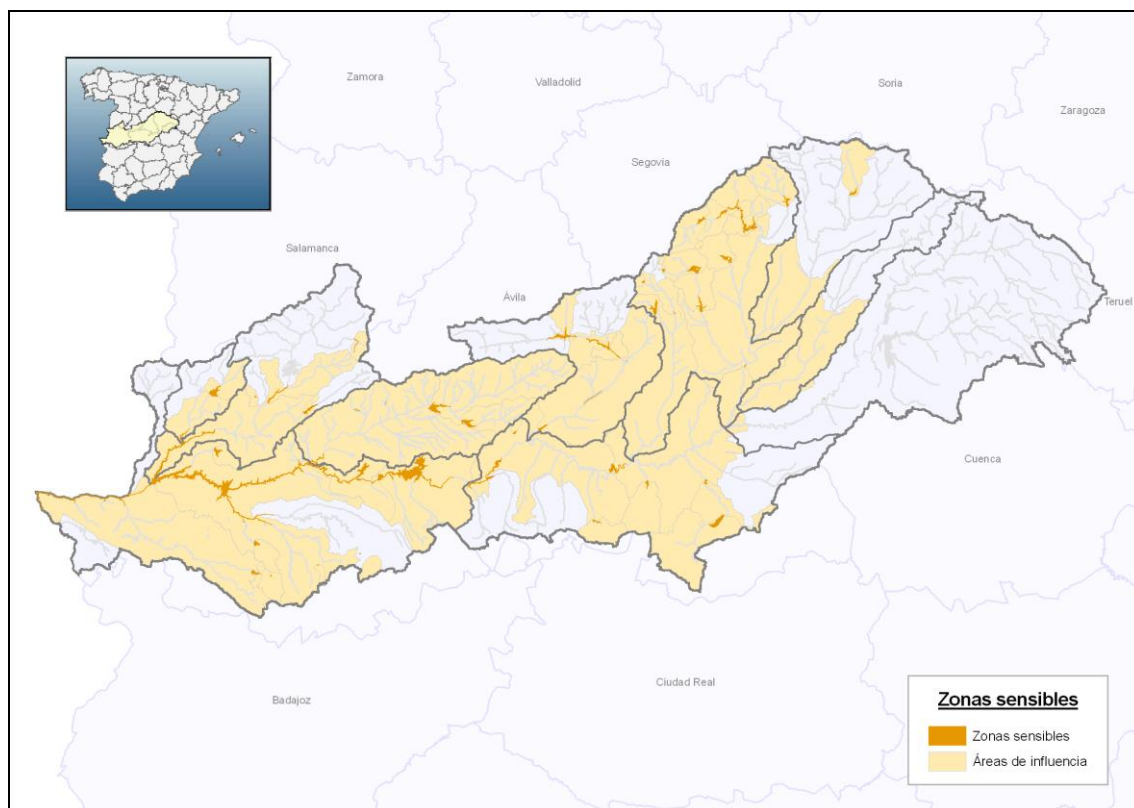 Zamora
Valladolid
Soria
Zaragoza
Segovia
Salamanca
Ávila
Teruel
Cuenca
Ciudad Real
Badajoz
Zonas sensibles
Zonas sensibles
Áreas de influencia